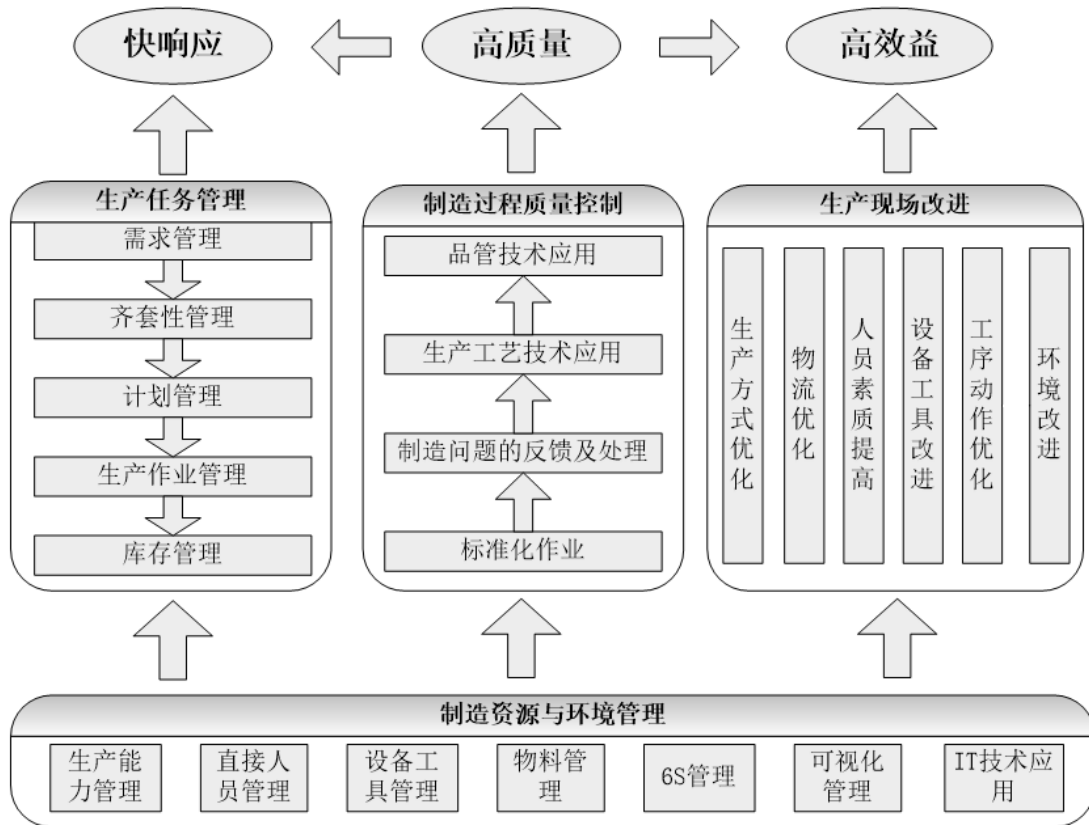 快响应
高质量
高效益
生产任务管理
需求管理
齐套性管理
计划管理
生产作业管理
库存管理
制造过程质量控制
品管技术应用
生产工艺技术应用
制造问题的反馈及处理
标准化作业
生产现场改进
生产方式优化
物流优化
人员素质提高
设备工具改进
工序动作优化
环境改进
制造资源与环境管理
生产能
力管理
直接人
员管理
设备工
具管理
物料管
理
6S管理
可视化
管理
IT技术应
用